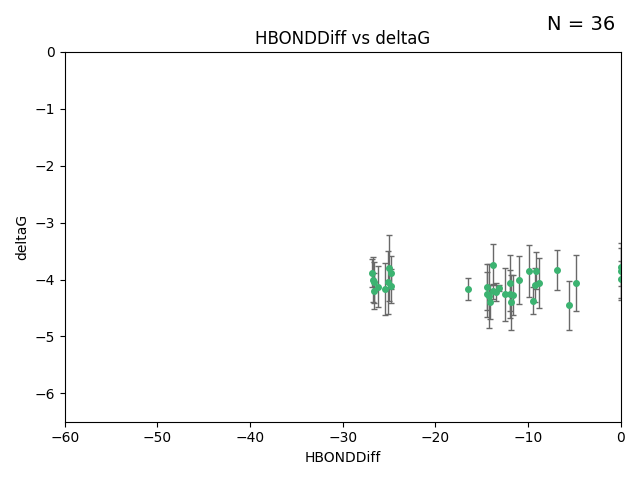 N = 36
HBONDDiff vs deltaG
0
−1
−2
−3
−4
−5
−6
deltaG
−60 −50 −40 −30 −20 −10 0
HBONDDiff